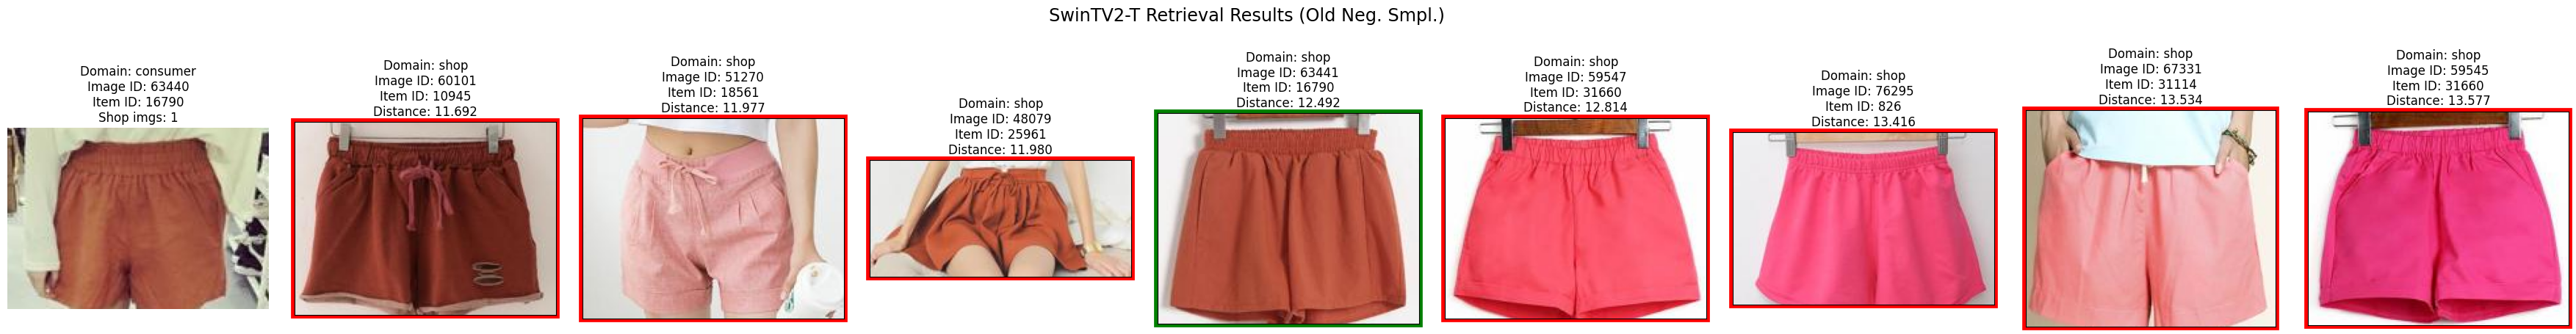 SwinTV2-T Retrieval Results (Old Neg. Smpl.)
Domain: consumer
Image ID: 63440
Item ID: 16790
Shop imgs: 1
Domain: shop
Image ID: 60101
Item ID: 10945
Distance: 11.692
Domain: shop
Image ID: 51270
Item ID: 18561
Distance: 11.977
Domain: shop
Image ID: 48079
Item ID: 25961
Distance: 11.980
Domain: shop
Image ID: 63441
Item ID: 16790
Distance: 12.492
Domain: shop
Image ID: 59547
Item ID: 31660
Distance: 12.814
Domain: shop
Image ID: 76295
Item ID: 826
Distance: 13.416
Domain: shop
Image ID: 67331
Item ID: 31114
Distance: 13.534
Domain: shop
Image ID: 59545
Item ID: 31660
Distance: 13.577